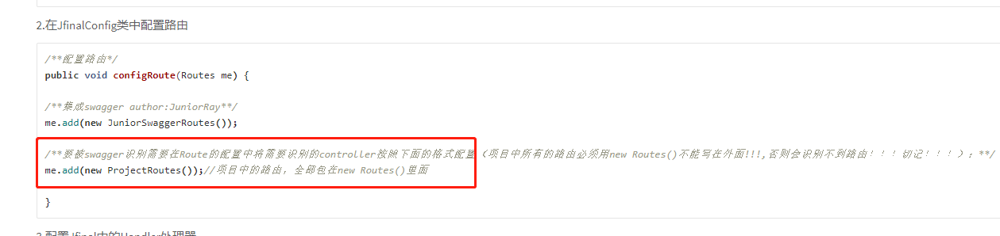 2.在JfinalConfig类中配置路由
/**配置路由*/
public void configRoute(Routes me) {
/**集成swagger author:JuniorRay**/
me.add(new JuniorSwaggerRoutes());
/**要被swagger识别需要在Route的配置中将需要识别的controller按照下面的格式配置（项目中所有的路由必须用new Routes()不能写在外面!!!,否则会识别不到路由！！！切记！！！）：**/
me.add(new ProjectRoutes());//项目中的路由，全部包在new Routes()里面
}
3.配置Jfinal中的Handler处理器